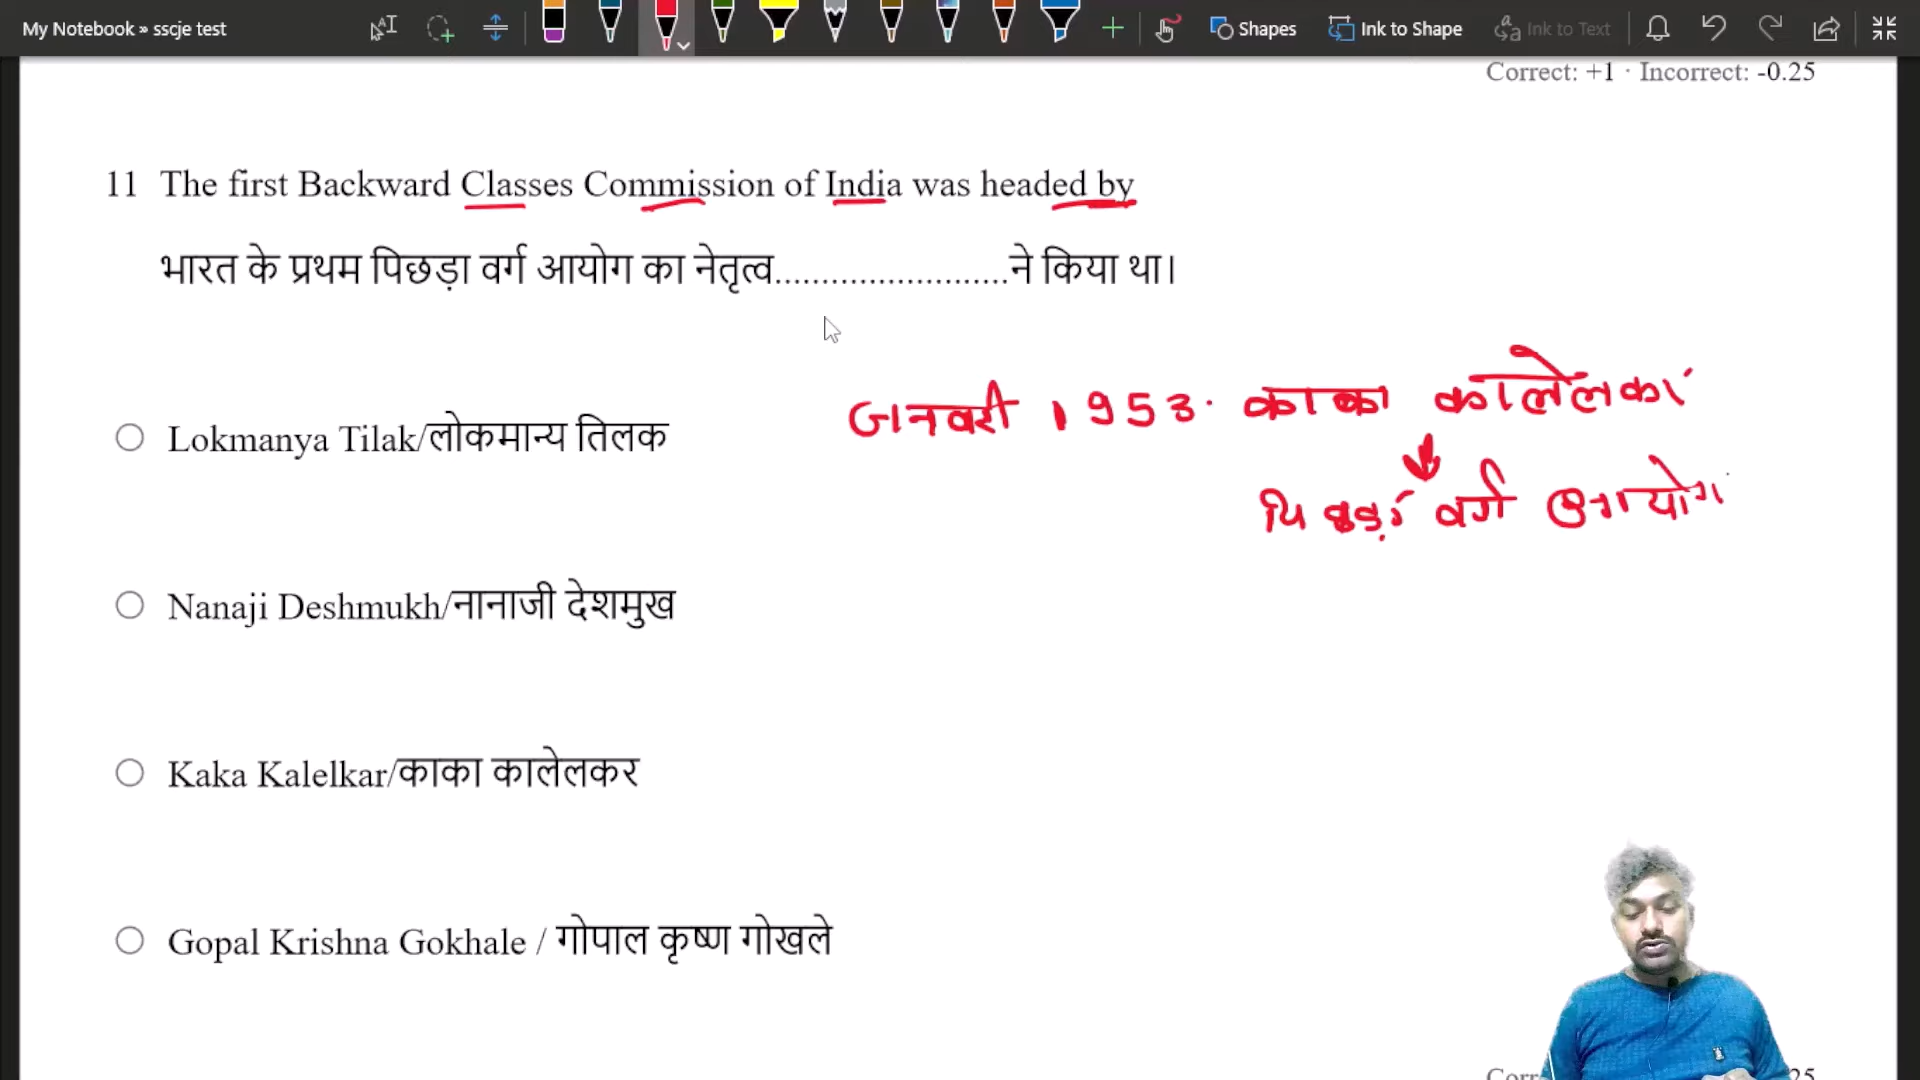 My Notebook » sscje test
Shapes
Ink to Shape
Ink to Text
Correct: +1 · Incorrect: -0.25
11 The first Backward Classes Commission of India was headed by
भारत के प्रथम पिछड़ा वर्ग आयोग का नेतृत्व.........................ने किया था।
जनवरी 1953. काका कालेलकर
पिछड़ा वर्ग आयोग
Lokmanya Tilak/लोकमान्य तिलक
Nanaji Deshmukh/नानाजी देशमुख
Kaka Kalelkar/काका कालेलकर
Gopal Krishna Gokhale / गोपाल कृष्ण गोखले